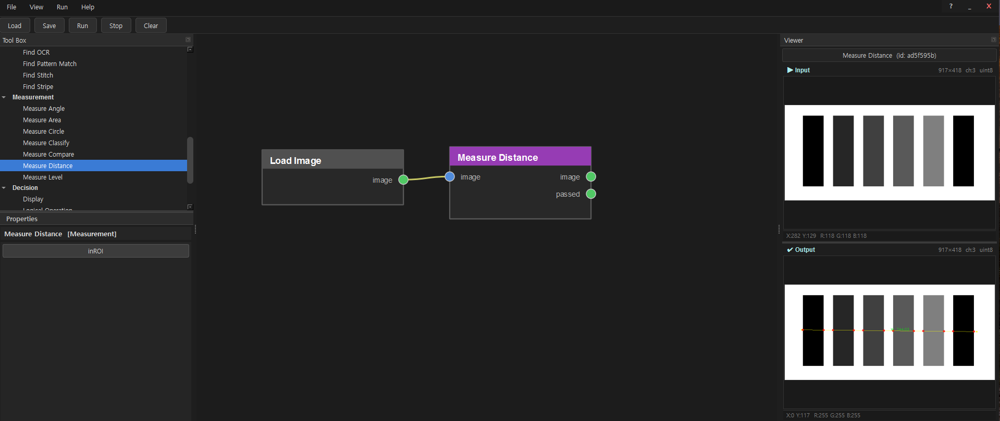 File View Run Help
? _ X
Load Save Run Stop Clear
Tool Box
Find OCR
Find Pattern Match
Find Stitch
Find Stripe
Measurement
Measure Angle
Measure Area
Measure Circle
Measure Classify
Measure Compare
Measure Distance
Measure Level
Decision
Display
Logical Operation
Properties
Measure Distance [Measurement]
inROI
Load Image
image
Measure Distance
image image
passed
Viewer
Measure Distance (id: ad5f595b)
Input 917×418 ch:3 uint8
X:282 Y:129 R:118 G:118 B:118
Output 917×418 ch:3 uint8
744.03
X:0 Y:117 R:255 G:255 B:255